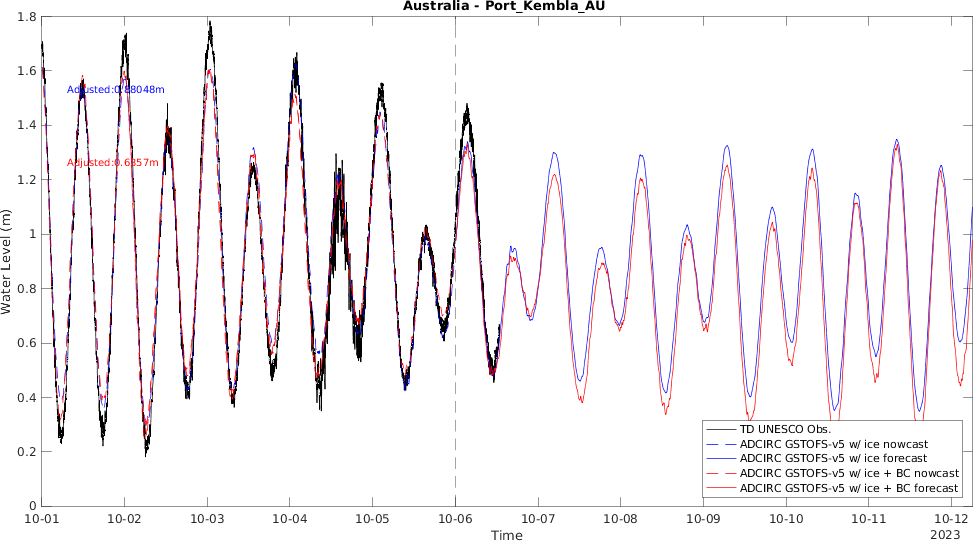 Australia - Port_Kembla_AU
1.8
1.6
1.4
1.2
1
0.8
0.6
0.4
0.2
0
Water Level (m)
Adjusted:0.88048m
Adjusted:0.6857m
TD UNESCO Obs.
ADCIRC GSTOFS-v5 w/ ice nowcast
ADCIRC GSTOFS-v5 w/ ice forecast
ADCIRC GSTOFS-v5 w/ ice + BC nowcast
ADCIRC GSTOFS-v5 w/ ice + BC forecast
10-01 10-02 10-03 10-04 10-05 10-06 10-07 10-08 10-09 10-10 10-11 10-12
2023
Time